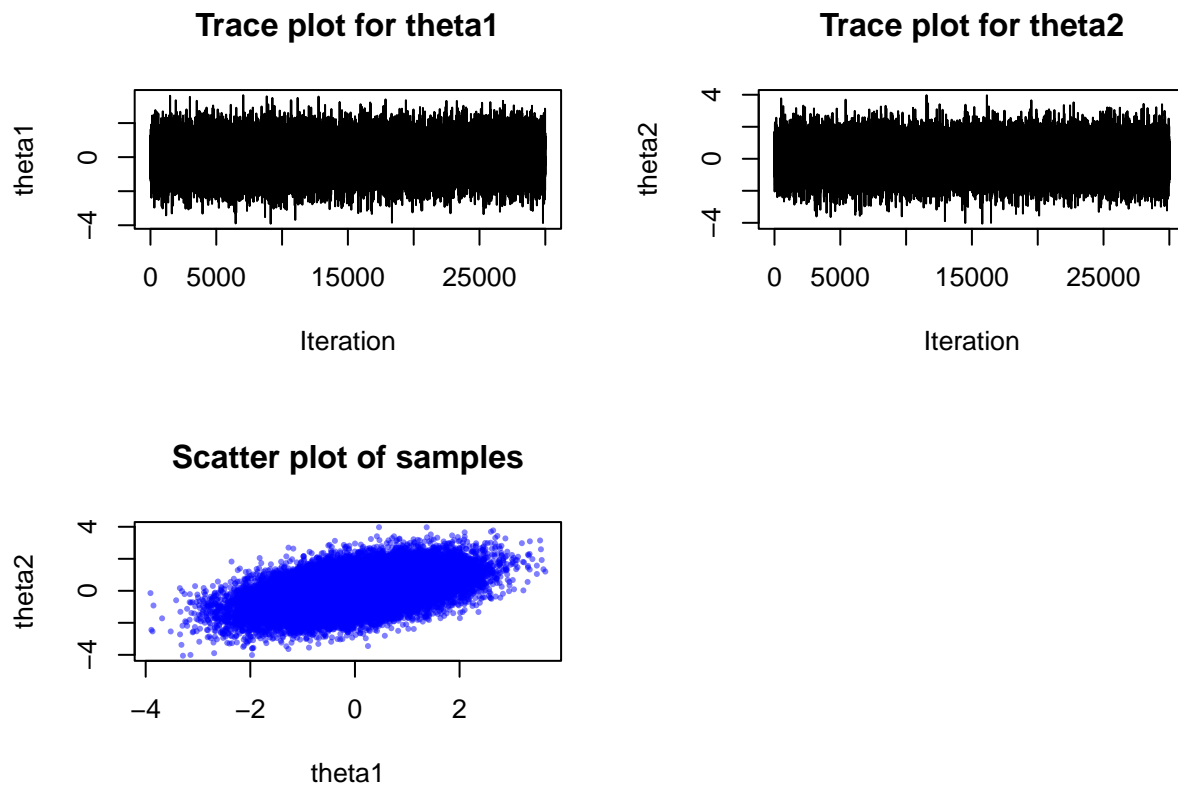 Trace plot for theta1
theta1
−4
0
0
5000
15000
25000
Iteration
Trace plot for theta2
theta2
−4
0
4
0
5000
15000
25000
Iteration
Scatter plot of samples
theta2
−4
0
4
−4
−2
0
2
theta1